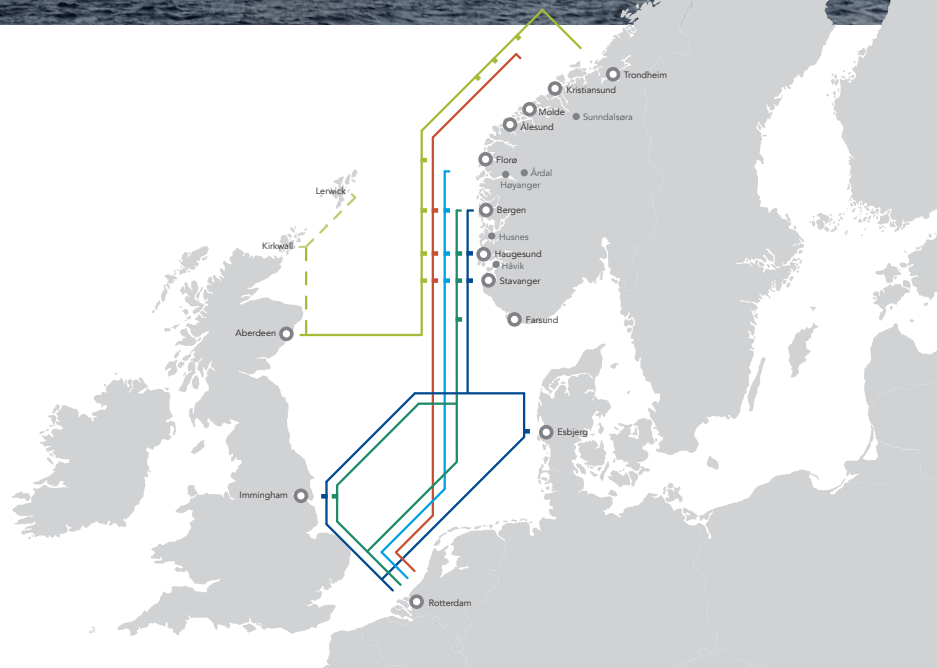 Trondheim
Kristiansund
Molde
Sunndalsøra
Ålesund
Florø
Årdal
Høyanger
Lerwick
Bergen
Husnes
Kirkwall
Haugesund
Håvik
Stavanger
Farsund
Aberdeen
Esbjerg
Immingham
Rotterdam